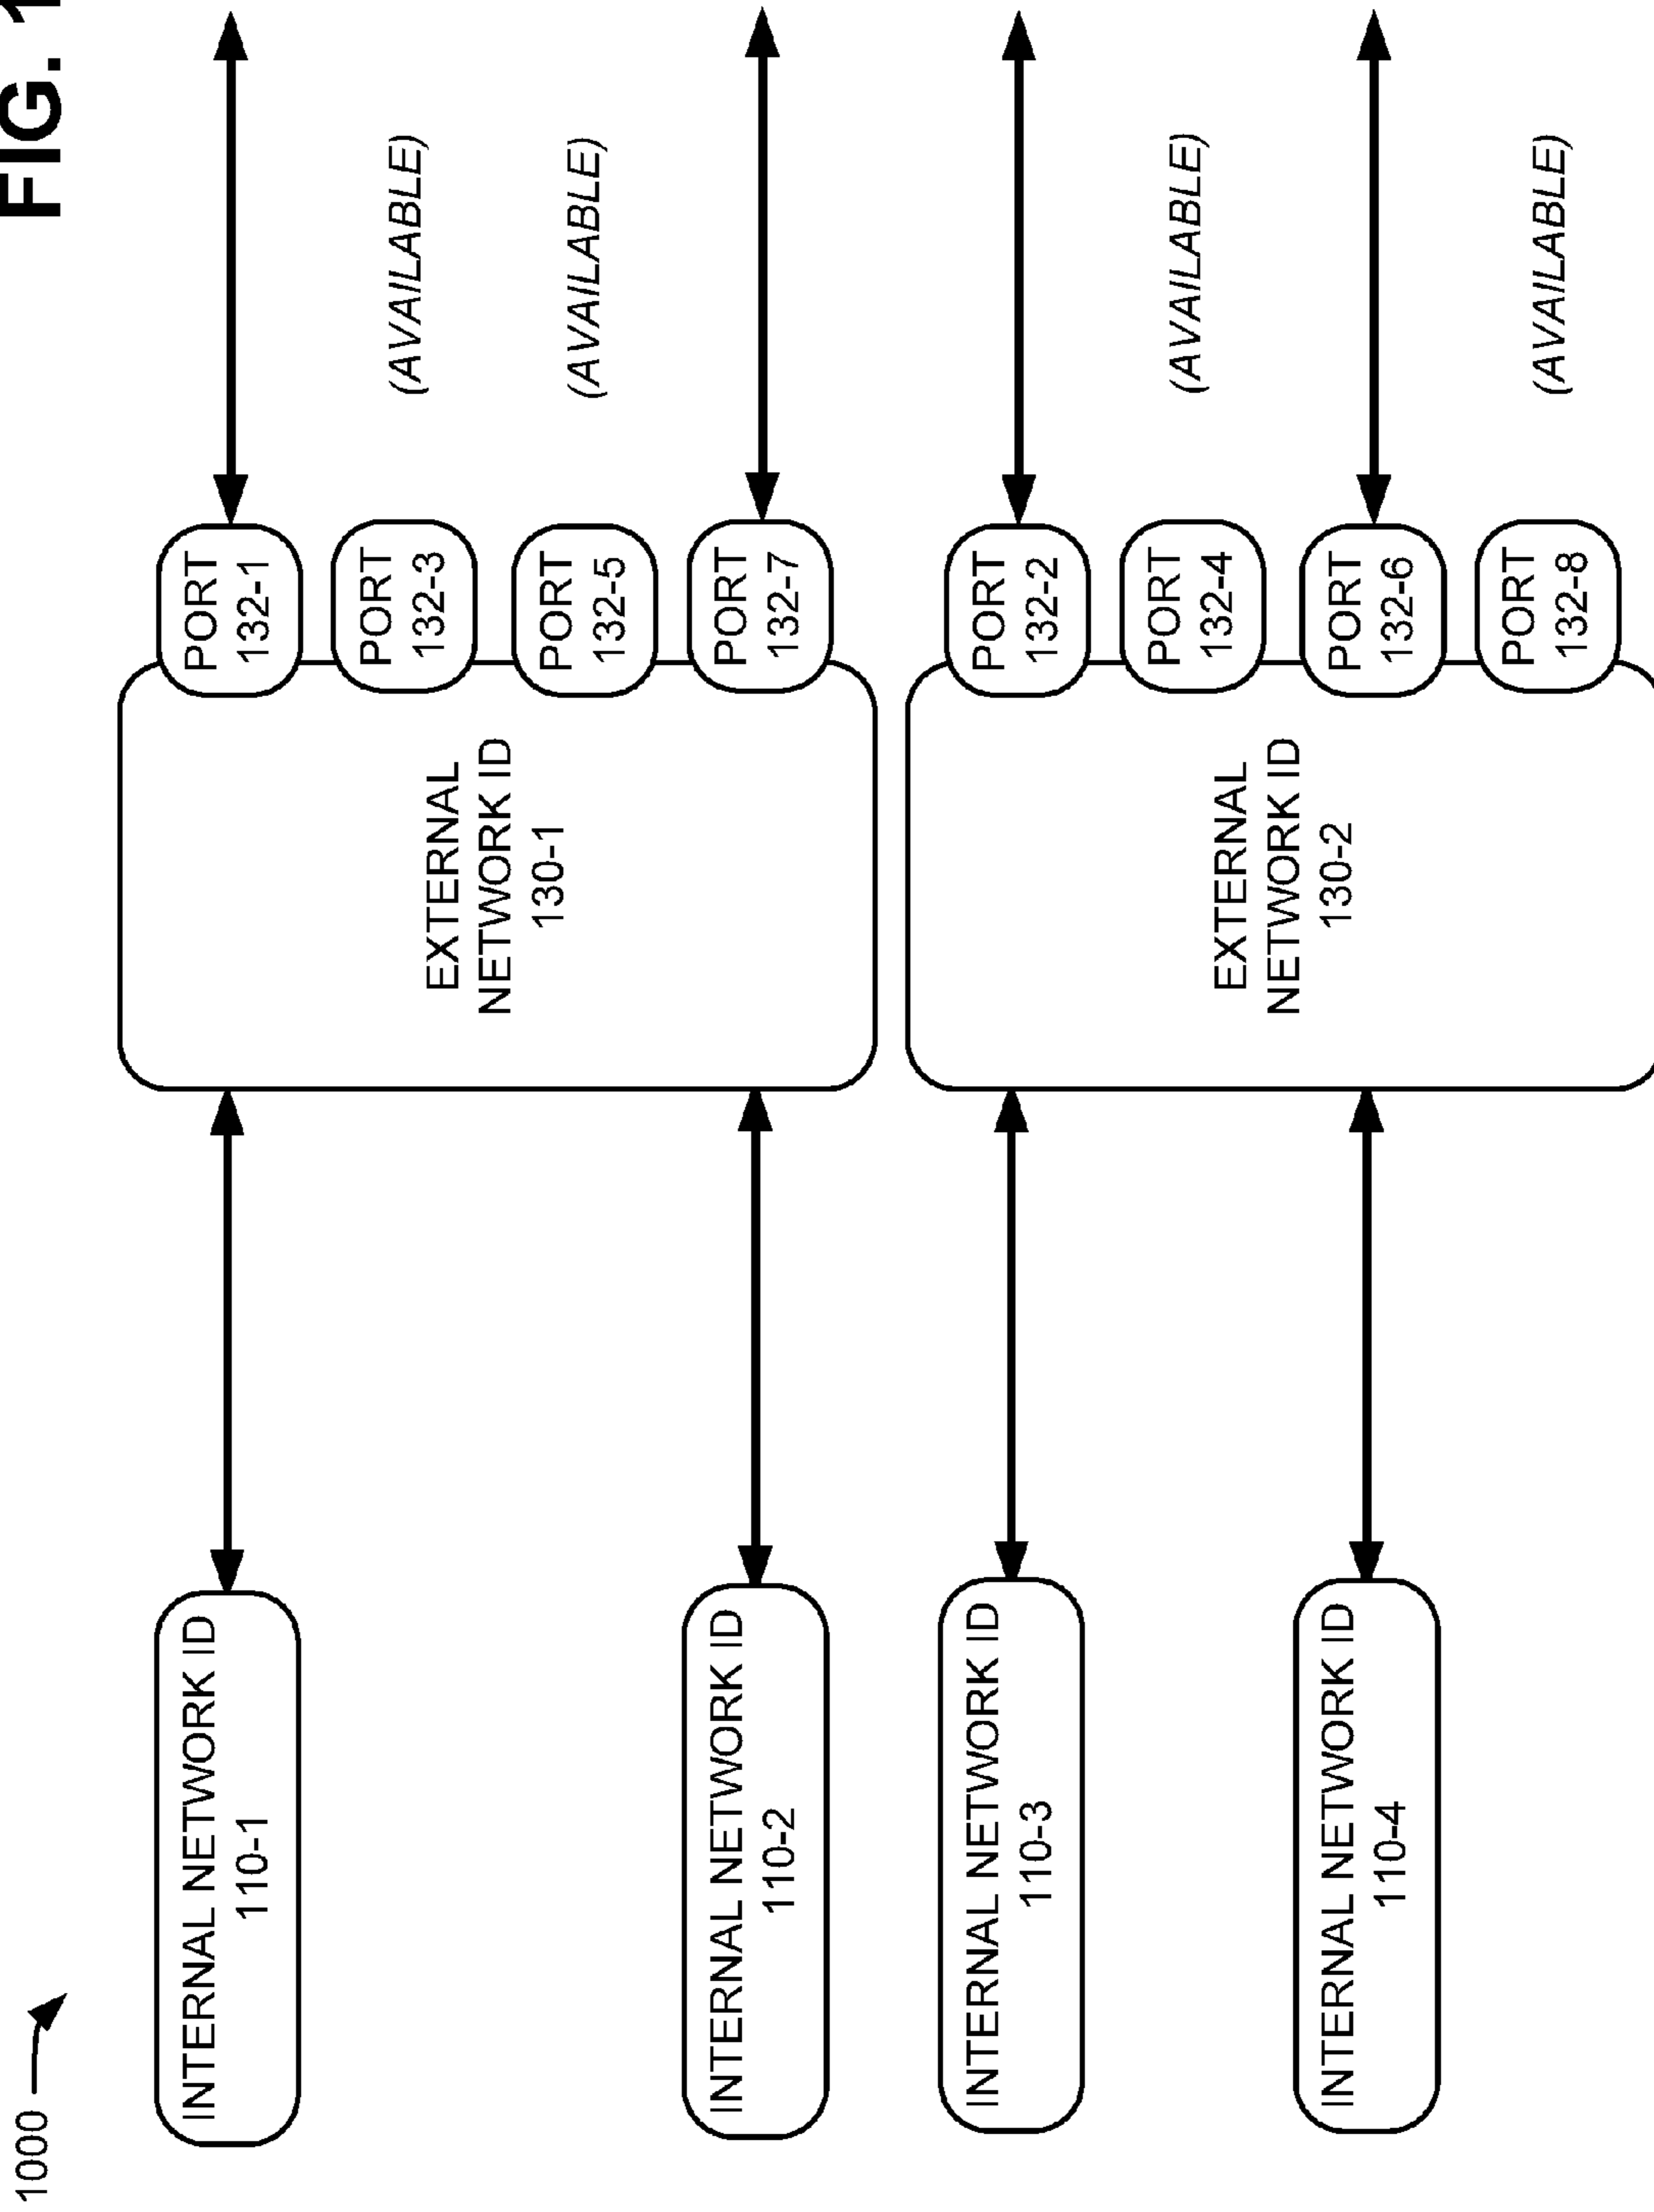 1000
FIG. 1
INTERNAL NETWORK ID
110-1
EXTERNAL
NETWORK ID
130-1
PORT
132-1
PORT
132-3
(AVAILABLE)
PORT
132-5
(AVAILABLE)
INTERNAL NETWORK ID
110-2
PORT
132-7
INTERNAL NETWORK ID
110-3
EXTERNAL
NETWORK ID
130-2
PORT
132-2
PORT
132-4
(AVAILABLE)
INTERNAL NETWORK ID
110-4
PORT
132-6
PORT
132-8
(AVAILABLE)